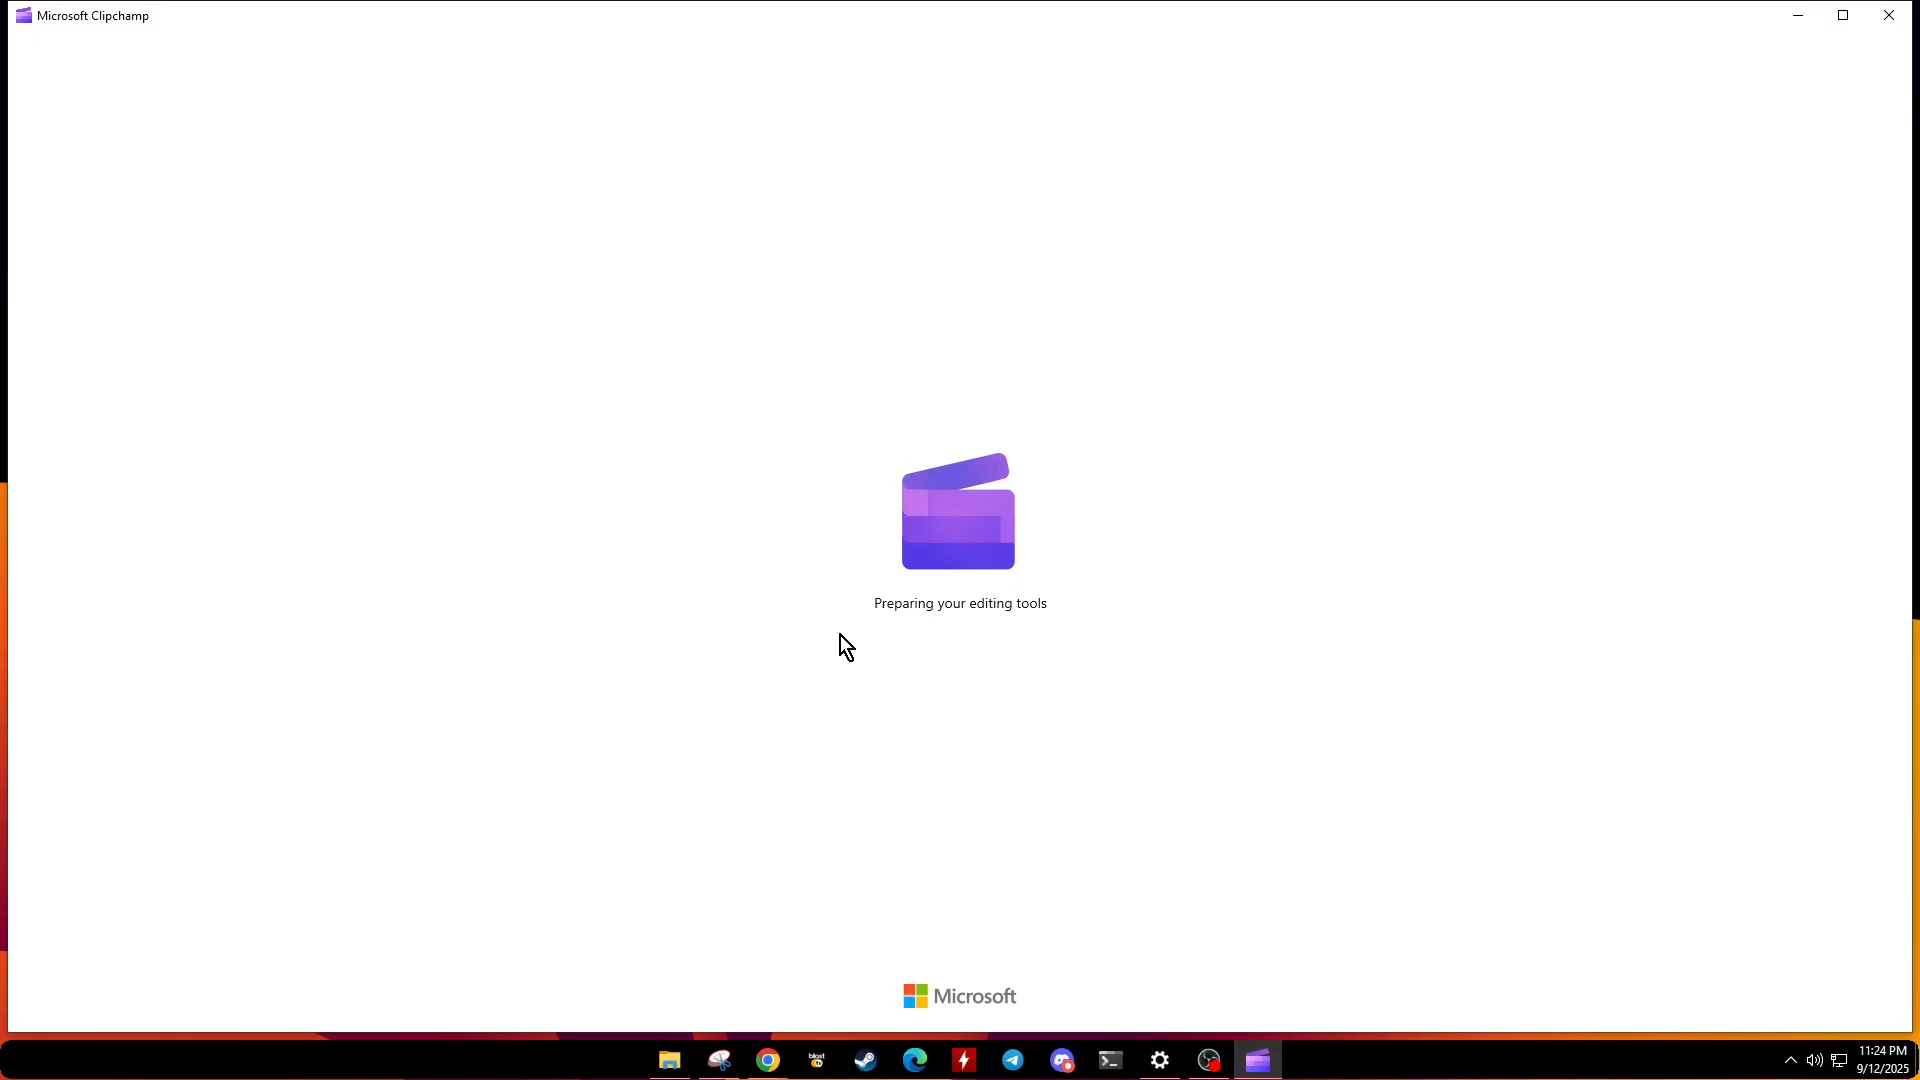 Microsoft Clipchamp
Preparing your editing tools
Microsoft
11:24 PM
9/12/2025